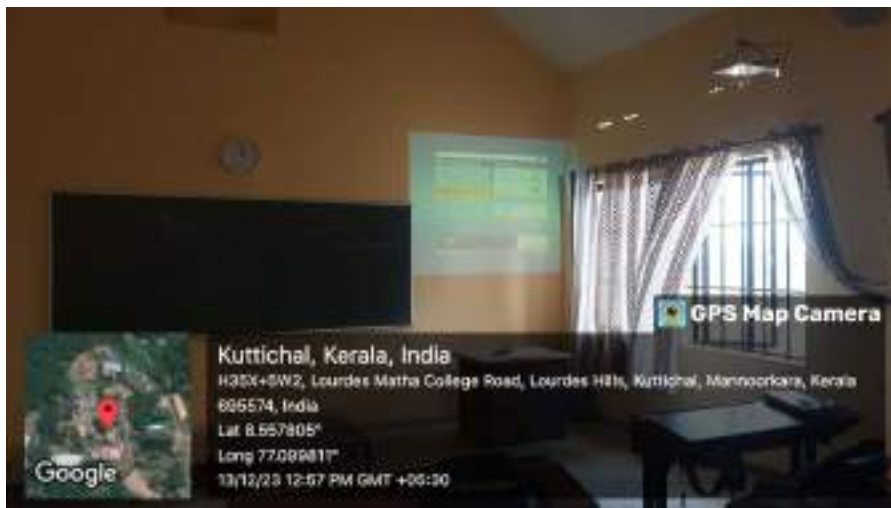 GPS Map Camera
Kuttichal, Kerala, India
H35X+5W2, Lourdes Matha College Road, Lourdes Hills, Kuttichal, Mannoorkara, Kerala
695574, India
Lat 8.557805°
Long 77.099811°
13/12/23 12:57 PM GMT +05:30
Google